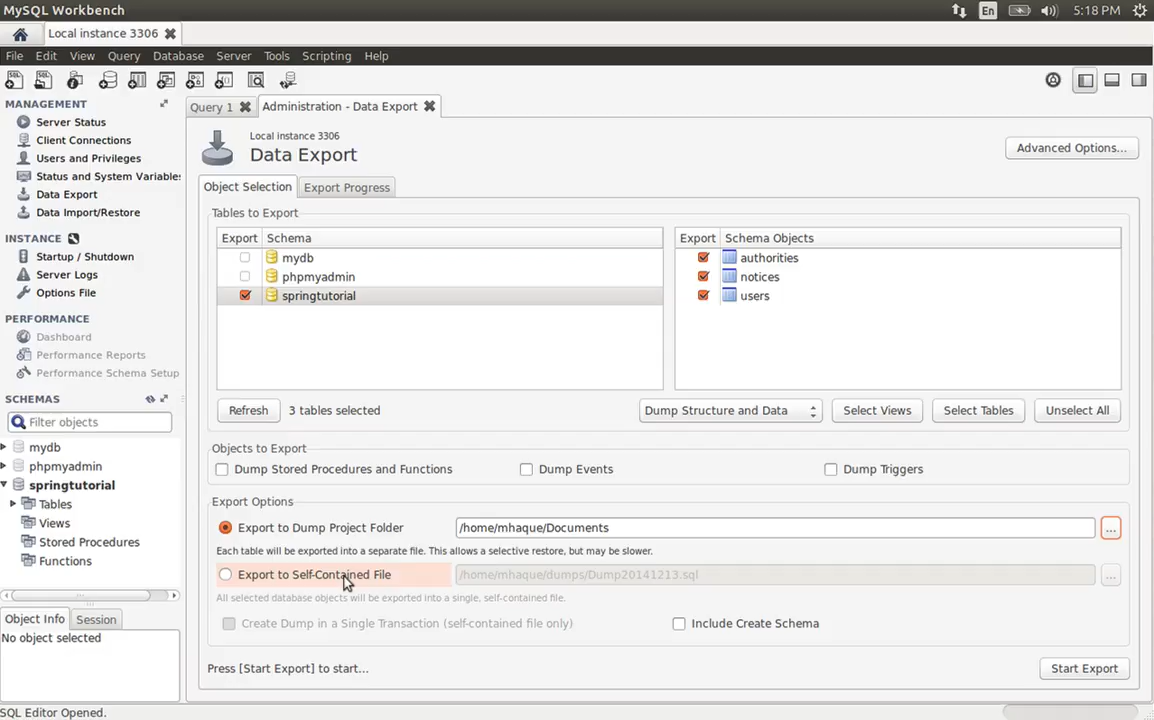 MySQL Workbench
En
5:18 PM
Local instance 3306
File Edit View Query Database Server Tools Scripting Help
MANAGEMENT
Server Status
Client Connections
Users and Privileges
Status and System Variables
Data Export
Data Import/Restore
INSTANCE
Startup / Shutdown
Server Logs
Options File
PERFORMANCE
Dashboard
Performance Reports
Performance Schema Setup
SCHEMAS
Filter objects
mydb
phpmyadmin
springtutorial
Tables
Views
Stored Procedures
Functions
Object Info Session
No object selected
SQL Editor Opened.
Query 1 Administration - Data Export
Local instance 3306
Data Export
Advanced Options...
Object Selection Export Progress
Tables to Export
Export Schema
mydb
phpmyadmin
springtutorial
Export Schema Objects
authorities
notices
users
Refresh 3 tables selected Dump Structure and Data Select Views Select Tables Unselect All
Objects to Export
Dump Stored Procedures and Functions Dump Events Dump Triggers
Export Options
Export to Dump Project Folder /home/mhaque/Documents ...
Each table will be exported into a separate file. This allows a selective restore, but may be slower.
Export to Self-Contained File /home/mhaque/dumps/Dump20141213.sql ...
All selected database objects will be exported into a single, self-contained file.
Create Dump in a Single Transaction (self-contained file only) Include Create Schema
Press [Start Export] to start... Start Export